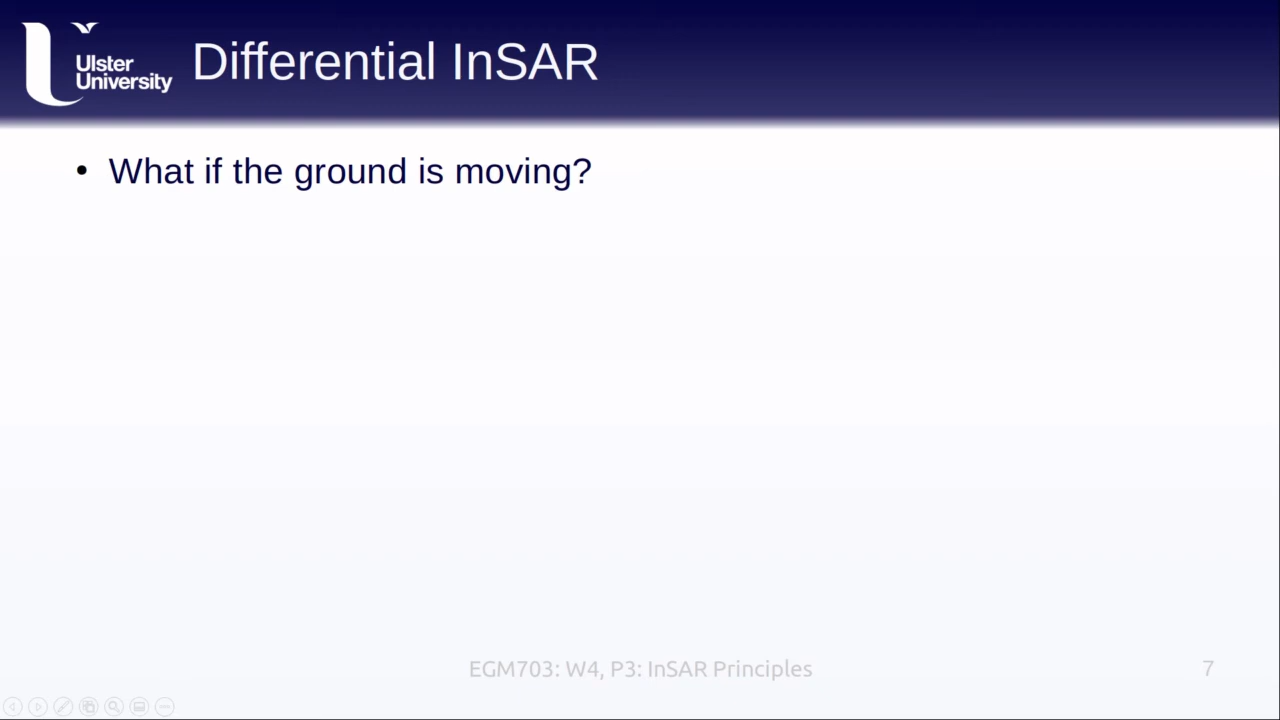 Ulster
University
Differential InSAR
• What if the ground is moving?
EGM703: W4, P3: InSAR Principles
7